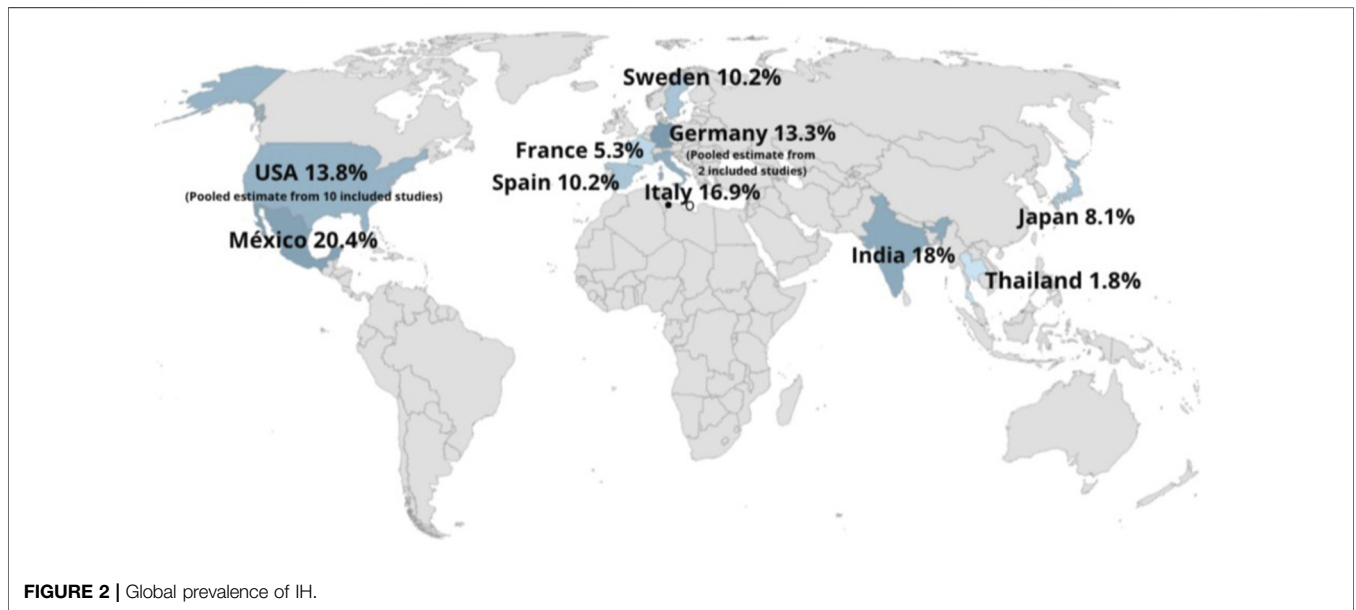 Sweden 10.2%
Germany 13.3%
(Pooled estimate from
2 included studies)
France 5.3%
Spain 10.2%
Italy 16.9%
USA 13.8%
(Pooled estimate from 10 included studies)
México 20.4%
Japan 8.1%
India 18%
Thailand 1.8%
FIGURE 2 | Global prevalence of IH.